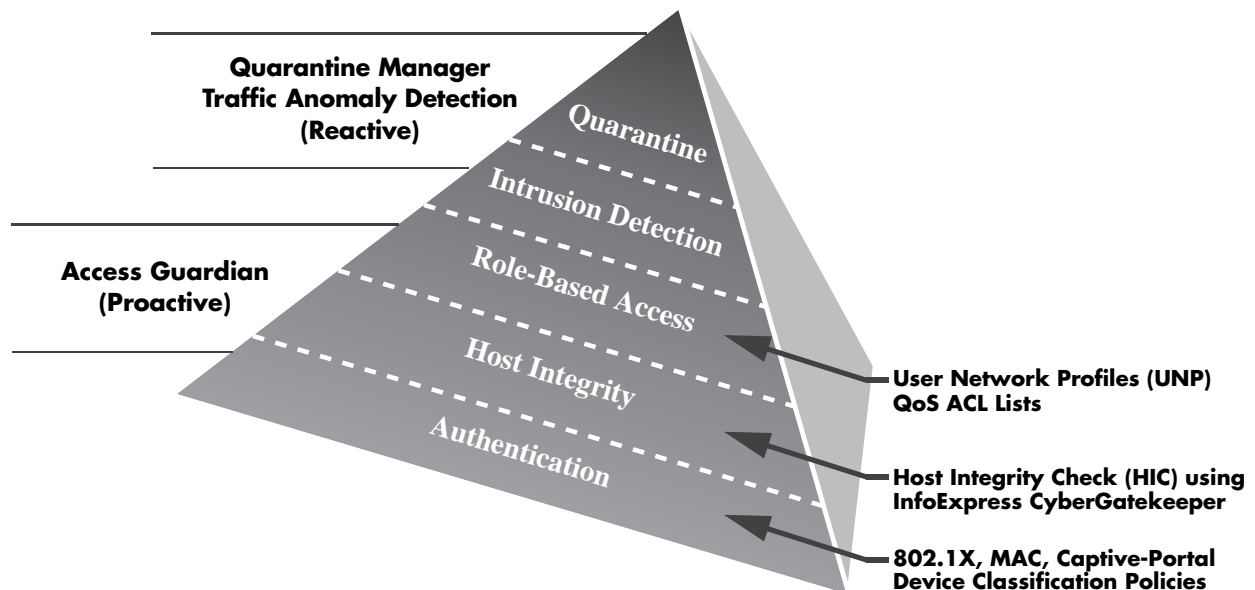 Quarantine Manager
Traffic Anomaly Detection
(Reactive)
Access Guardian
(Proactive)
Quarantine
Intrusion Detection
Role-Based Access
Host Integrity
Authentication
User Network Profiles (UNP)
QoS ACL Lists
Host Integrity Check (HIC) using
InfoExpress CyberGatekeeper
802.1X, MAC, Captive-Portal
Device Classification Policies